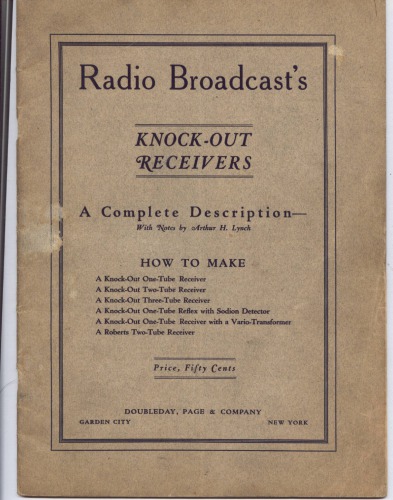 Radio Broadcast's
KNOCK-OUT
RECEIVERS
A Complete Description—
With Notes by Arthur H. Lynch
HOW TO MAKE
A Knock-Out One-Tube Receiver
A Knock-Out Two-Tube Receiver
A Knock-Out Three-Tube Receiver
A Knock-Out One-Tube Reflex with Sodion Detector
A Knock-Out One-Tube Receiver with a Vario-Transformer
A Roberts Two-Tube Receiver
Price, Fifty Cents
DOUBLEDAY, PAGE & COMPANY
GARDEN CITY NEW YORK